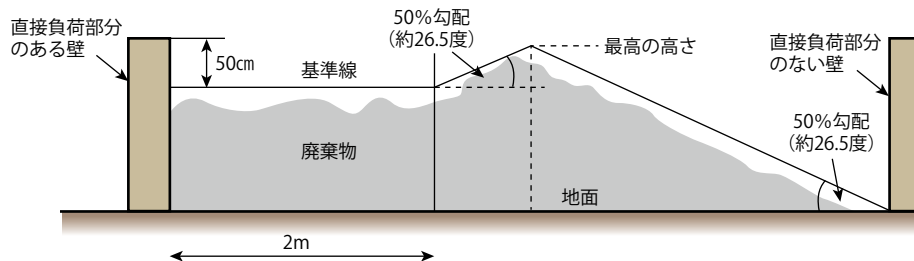 直接負荷部分
のある壁
50㎝
基準線
50%勾配
（約26.5度）
最高の高さ
直接負荷部分
のない壁
50%勾配
（約26.5度）
廃棄物
地面
2m